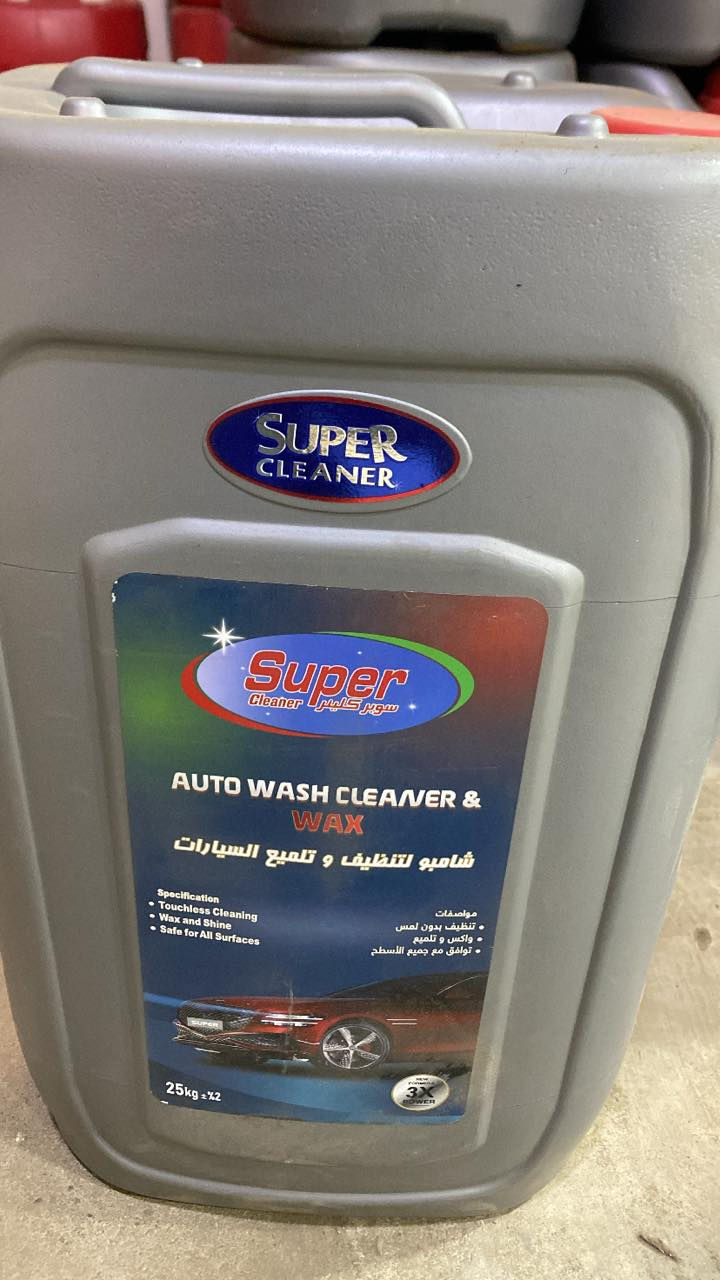 SUPER
CLEANER
Super
Cleaner سوبر كلينر
AUTO WASH CLEANER &
WAX
شامبو لتنظيف و تلميع السيارات
Specification
• Touchless Cleaning
• Wax and Shine
• Safe for All Surfaces
مواصفات
• تنظيف بدون لمس
• واكس و تلميع
• توافق مع جميع الأسطح
SUPER
25kg ±%2
NEW
FORMULA
3X
POWER